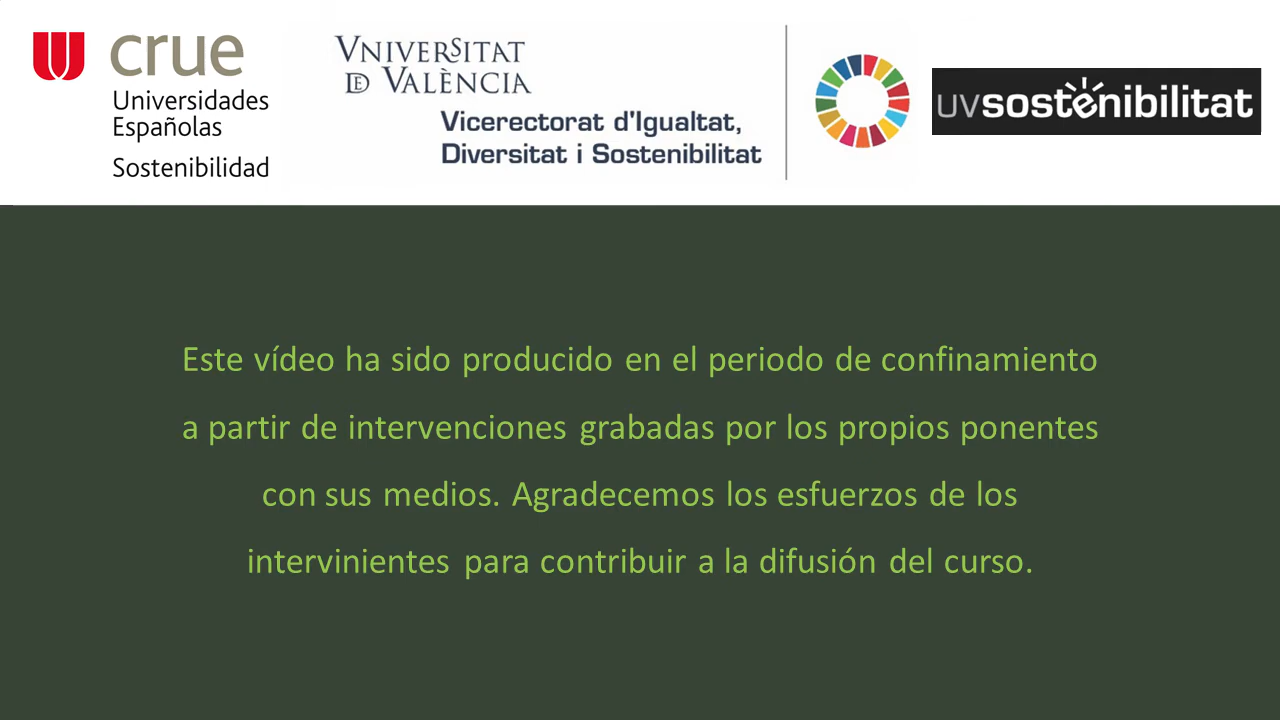 crue
Universidades
Españolas
Sostenibilidad
VNIVERSITAT
DE VALÈNCIA
Vicerectorat d'Igualtat,
Diversitat i Sostenibilitat
uvsostenibilitat
Este vídeo ha sido producido en el periodo de confinamiento
a partir de intervenciones grabadas por los propios ponentes
con sus medios. Agradecemos los esfuerzos de los
intervinientes para contribuir a la difusión del curso.